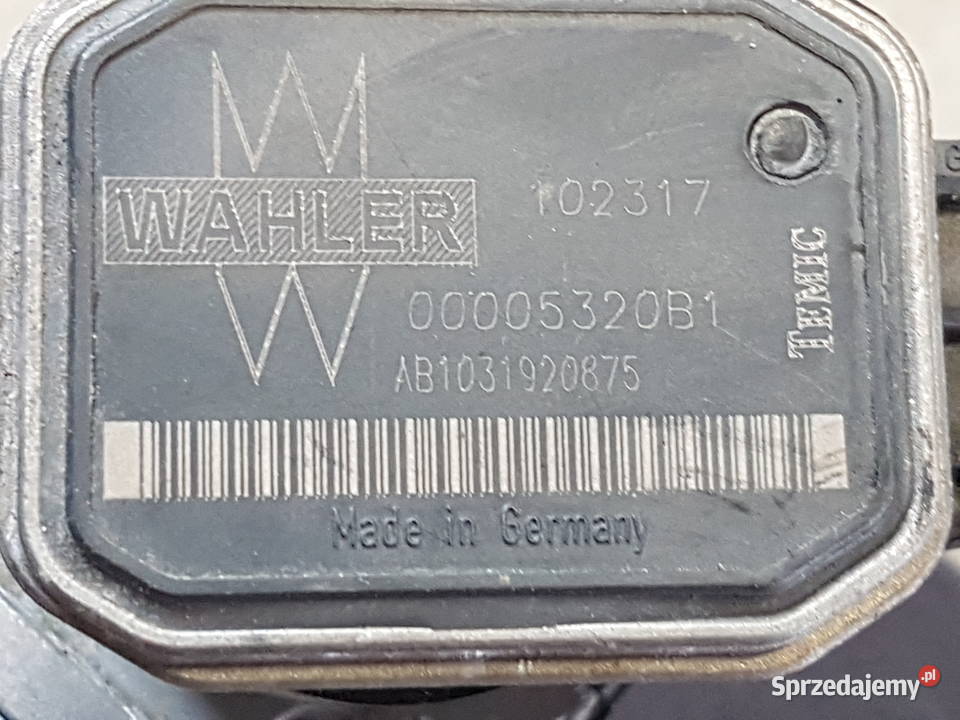 WAHLER
102317
00005320B1
AB1031920875
TEMIC
Made in Germany
G
Sprzedajemy.pl